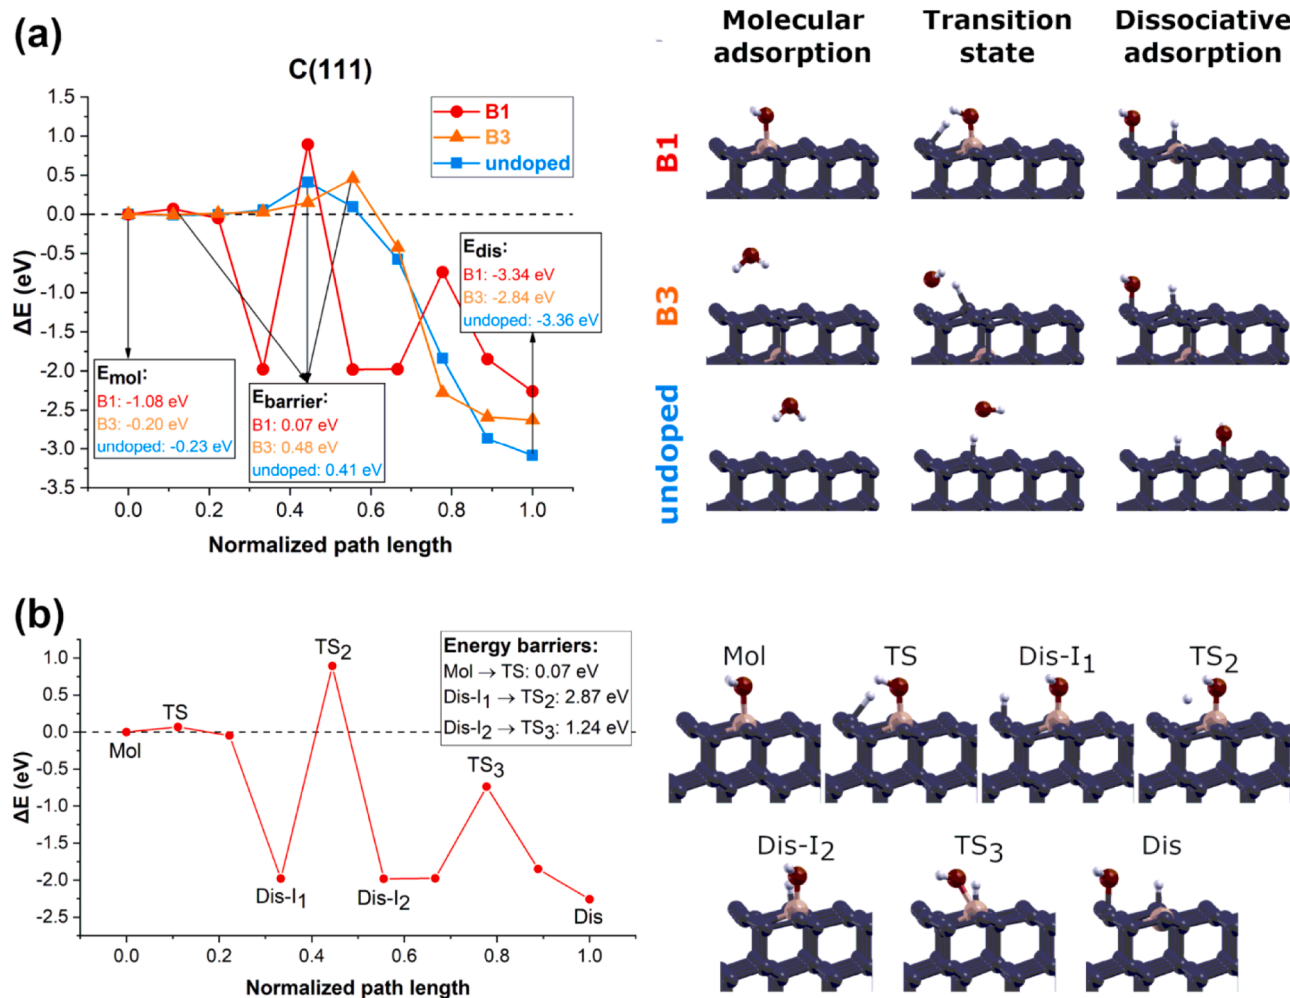 (a)
C(111)
B1
B3
undoped
ΔE (eV)
1.5
1.0
0.5
0.0
-0.5
-1.0
-1.5
-2.0
-2.5
-3.0
-3.5
E_mol:
B1: -1.08 eV
B3: -0.20 eV
undoped: -0.23 eV
E_barrier:
B1: 0.07 eV
B3: 0.48 eV
undoped: 0.41 eV
E_dis:
B1: -3.34 eV
B3: -2.84 eV
undoped: -3.36 eV
0.0 0.2 0.4 0.6 0.8 1.0
Normalized path length
Molecular
adsorption
Transition
state
Dissociative
adsorption
B1
B3
undoped
(b)
ΔE (eV)
1.0
0.5
0.0
-0.5
-1.0
-1.5
-2.0
-2.5
Mol
TS
Dis-I₁
TS₂
Dis-I₂
TS₃
Dis
Energy barriers:
Mol → TS: 0.07 eV
Dis-I₁ → TS₂: 2.87 eV
Dis-I₂ → TS₃: 1.24 eV
0.0 0.2 0.4 0.6 0.8 1.0
Normalized path length
Mol
TS
Dis-I₁
TS₂
Dis-I₂
TS₃
Dis